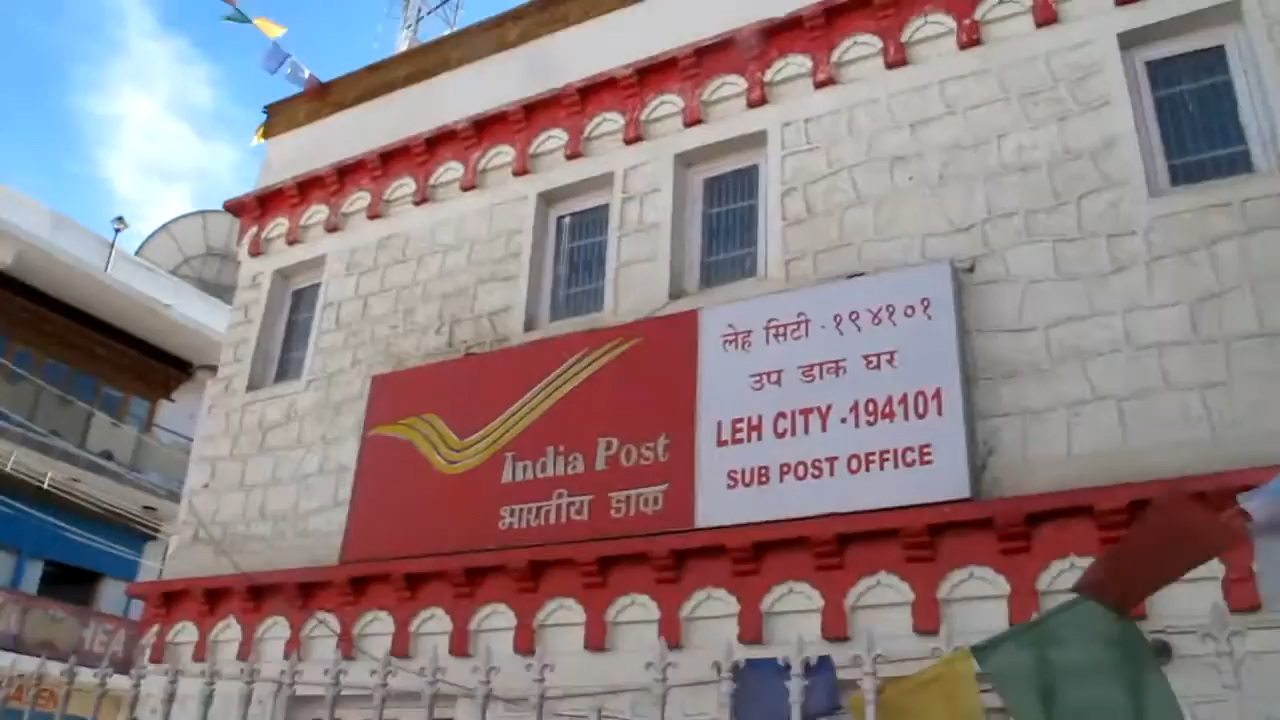 India Post
भारतीय डाक
लेह सिटी - १९४१०१
उप डाक घर
LEH CITY -194101
SUB POST OFFICE